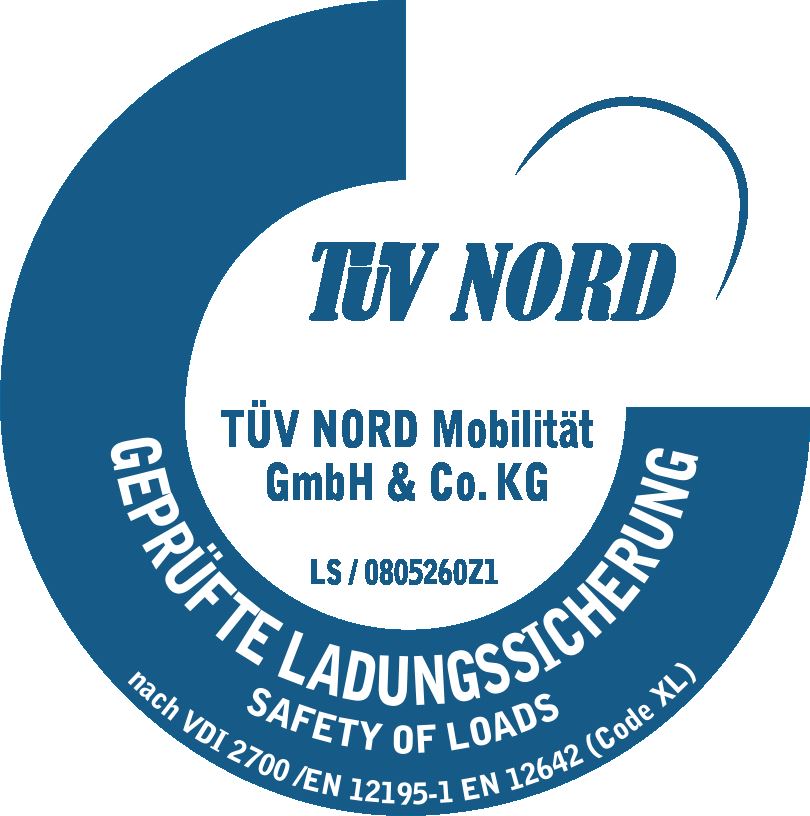 TÜV NORD
TÜV NORD Mobilität
GmbH & Co. KG
LS / 0805260Z1
GEPRÜFTE LADUNGSSICHERUNG
SAFETY OF LOADS
nach VDI 2700 /EN 12195-1 EN 12642 (Code XL)